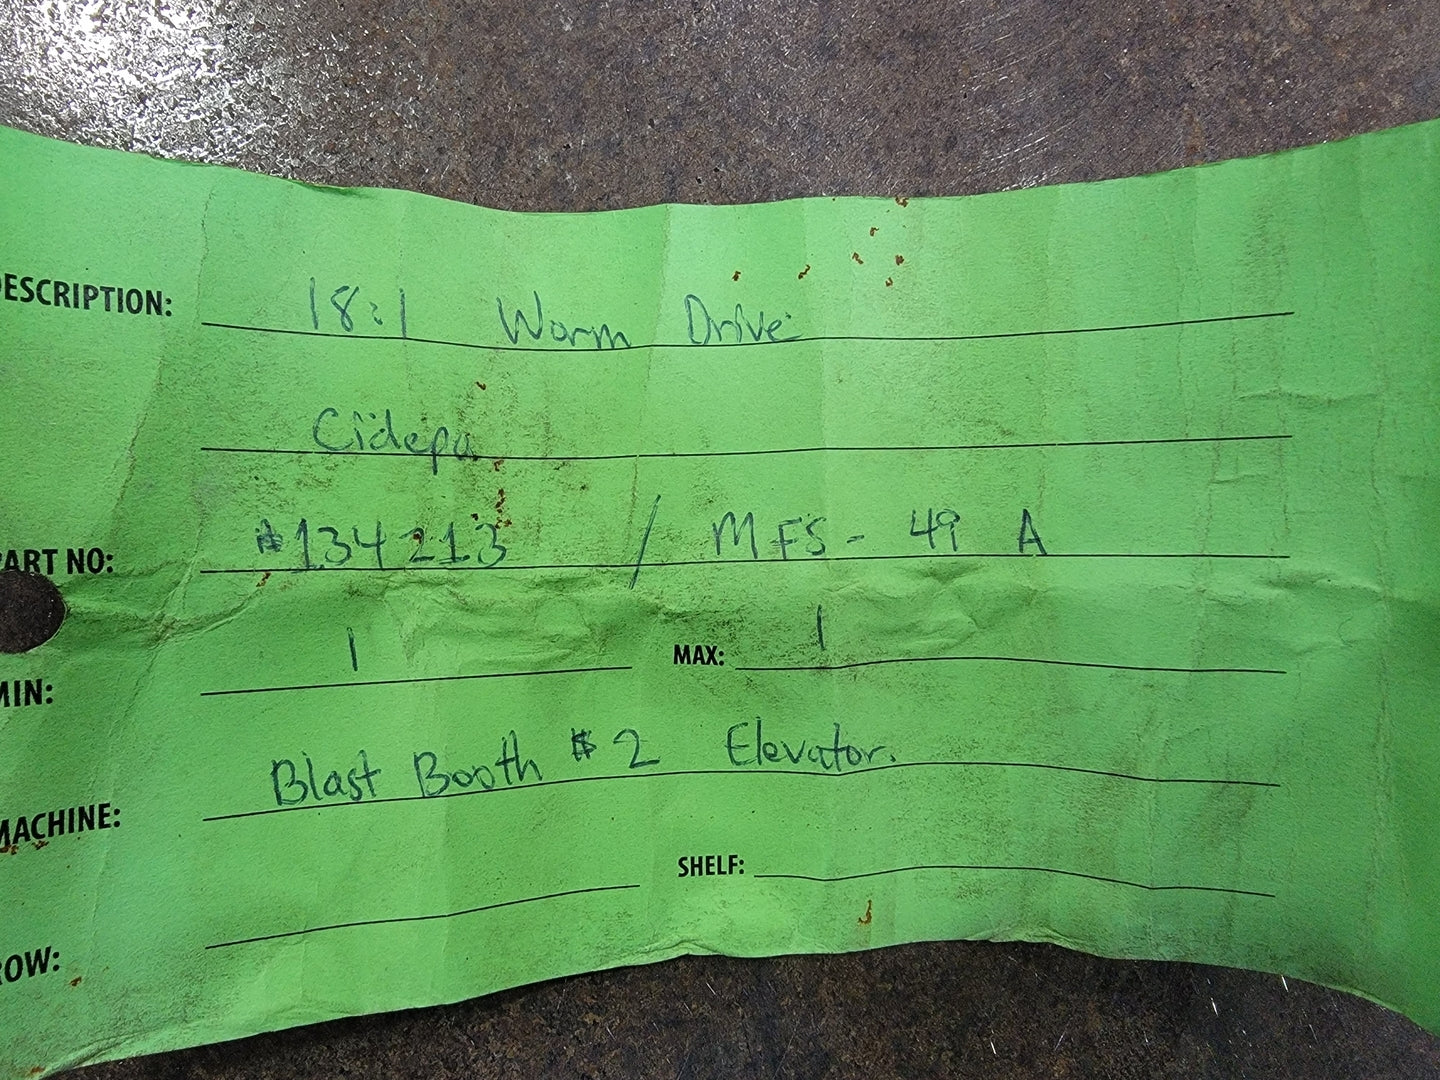 DESCRIPTION: 18:1 Worm Drive
Cidepa
PART NO: #134213 / MFS - 49 A
MIN: 1 MAX: 1
MACHINE: Blast Booth # 2 Elevator.
ROW: SHELF: